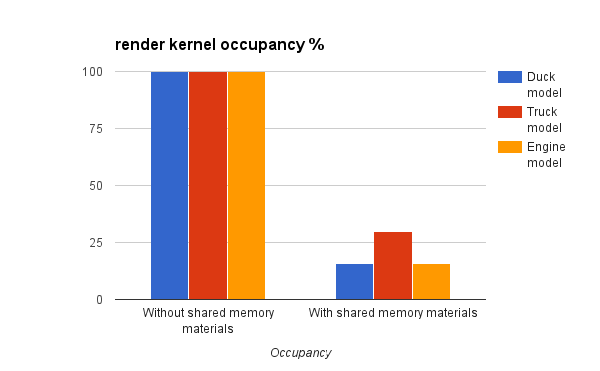 render kernel occupancy %
100
75
50
25
0
Duck
model
Truck
model
Engine
model
Without shared memory
materials
With shared memory materials
Occupancy